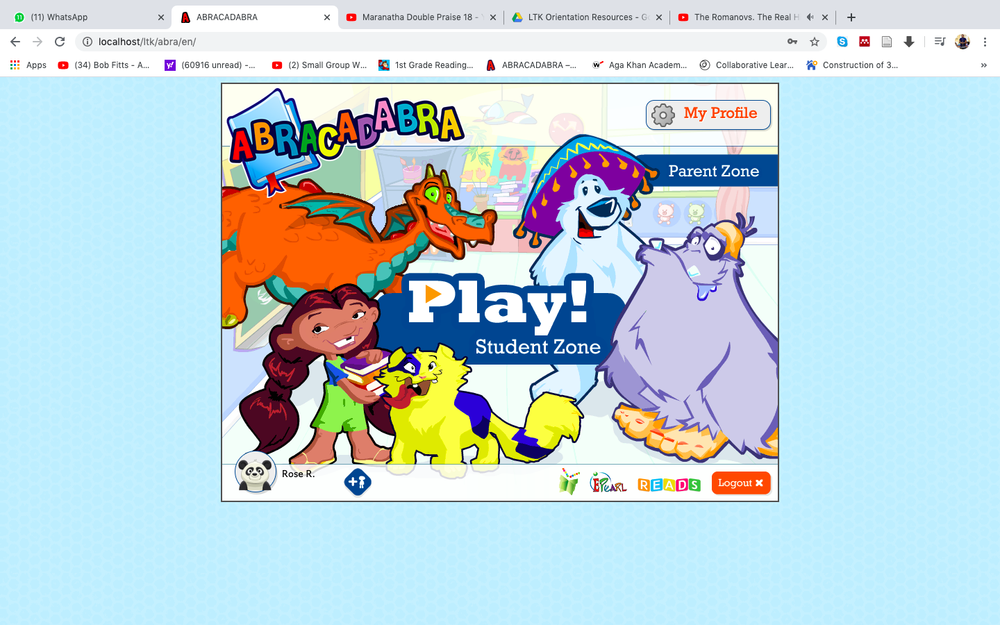 11 (11) WhatsApp
ABRACADABRA
Maranatha Double Praise 18 -
LTK Orientation Resources - G
The Romanovs. The Real H
localhost/ltk/abra/en/
Apps
(34) Bob Fitts - A...
(60916 unread) -...
(2) Small Group W...
1st Grade Reading...
ABRACADABRA –...
Aga Khan Academ...
Collaborative Lear...
Construction of 3...
»
ABRACADABRA
My Profile
Parent Zone
Play!
Student Zone
Rose R.
EPEARL
READS
Logout ✖